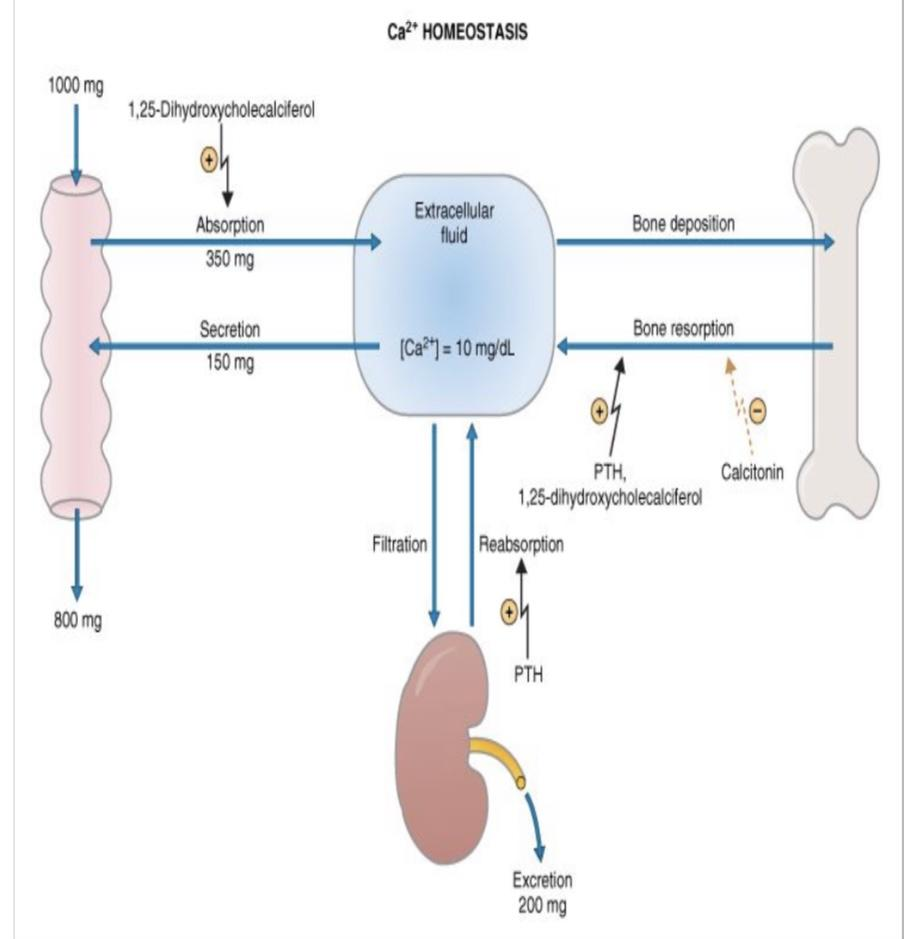 Ca²⁺ HOMEOSTASIS
1000 mg
1,25-Dihydroxycholecalciferol
+
Absorption
350 mg
Secretion
150 mg
800 mg
Extracellular
fluid
[Ca²⁺] = 10 mg/dL
Bone deposition
Bone resorption
+
PTH,
1,25-dihydroxycholecalciferol
−
Calcitonin
Filtration
Reabsorption
+
PTH
Excretion
200 mg